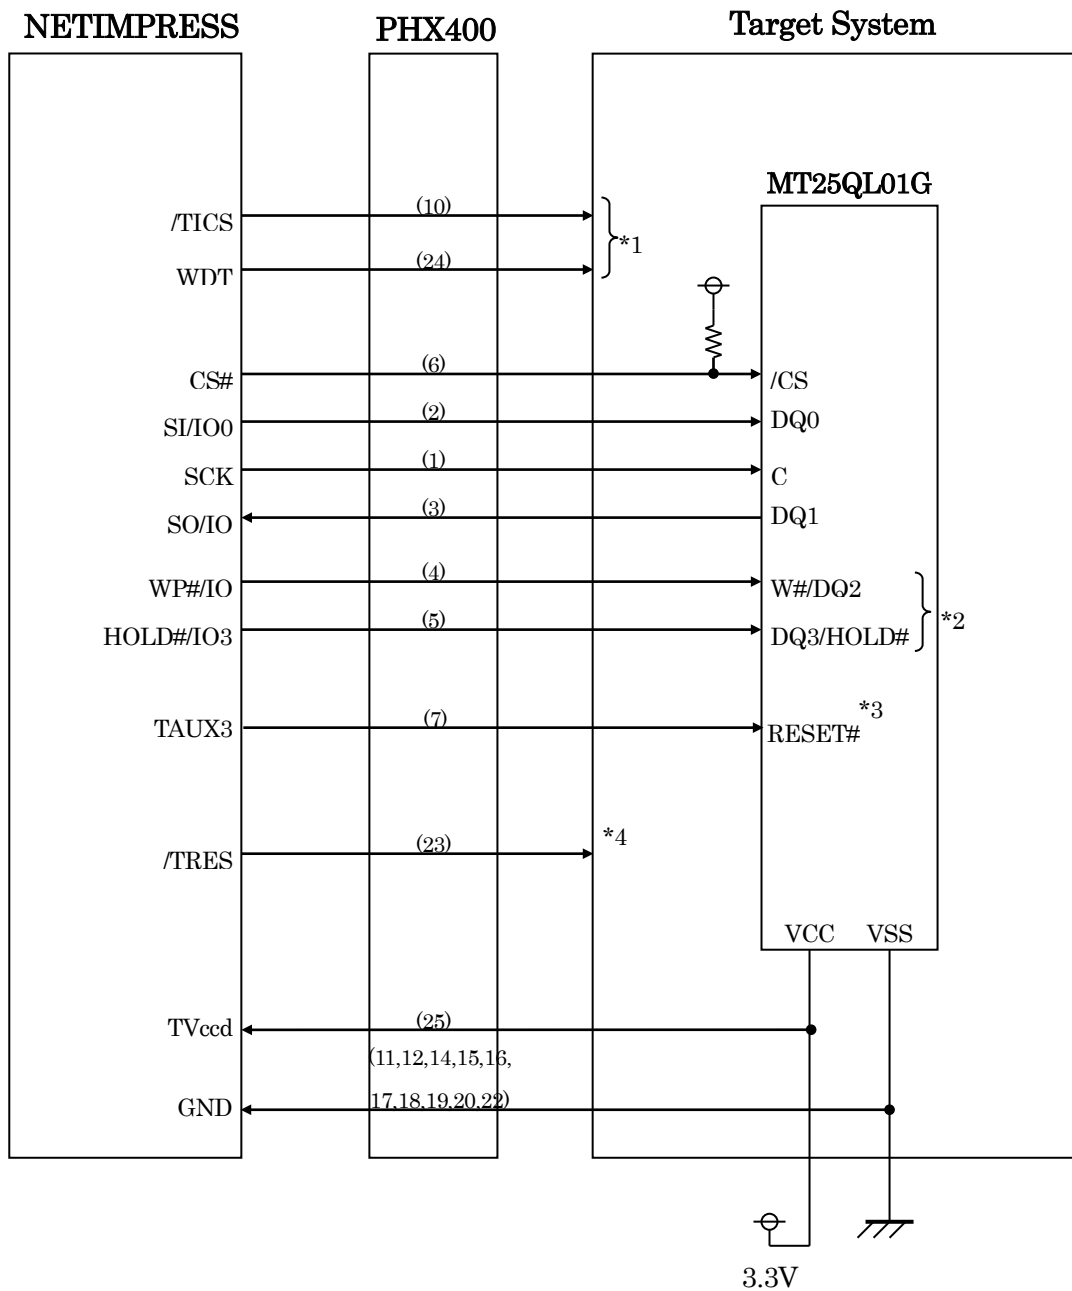 NETIMPRESS PHX400 Target System
MT25QL01G
/TICS (10) *1
WDT (24)
CS# (6) /CS
SI/IO0 (2) DQ0
SCK (1) C
SO/IO (3) DQ1
WP#/IO (4) W#/DQ2
HOLD#/IO3 (5) DQ3/HOLD# *2
TAUX3 (7) RESET# *3
/TRES (23) *4
VCC VSS
TVccd (25)
(11,12,14,15,16,
GND 17,18,19,20,22)
3.3V